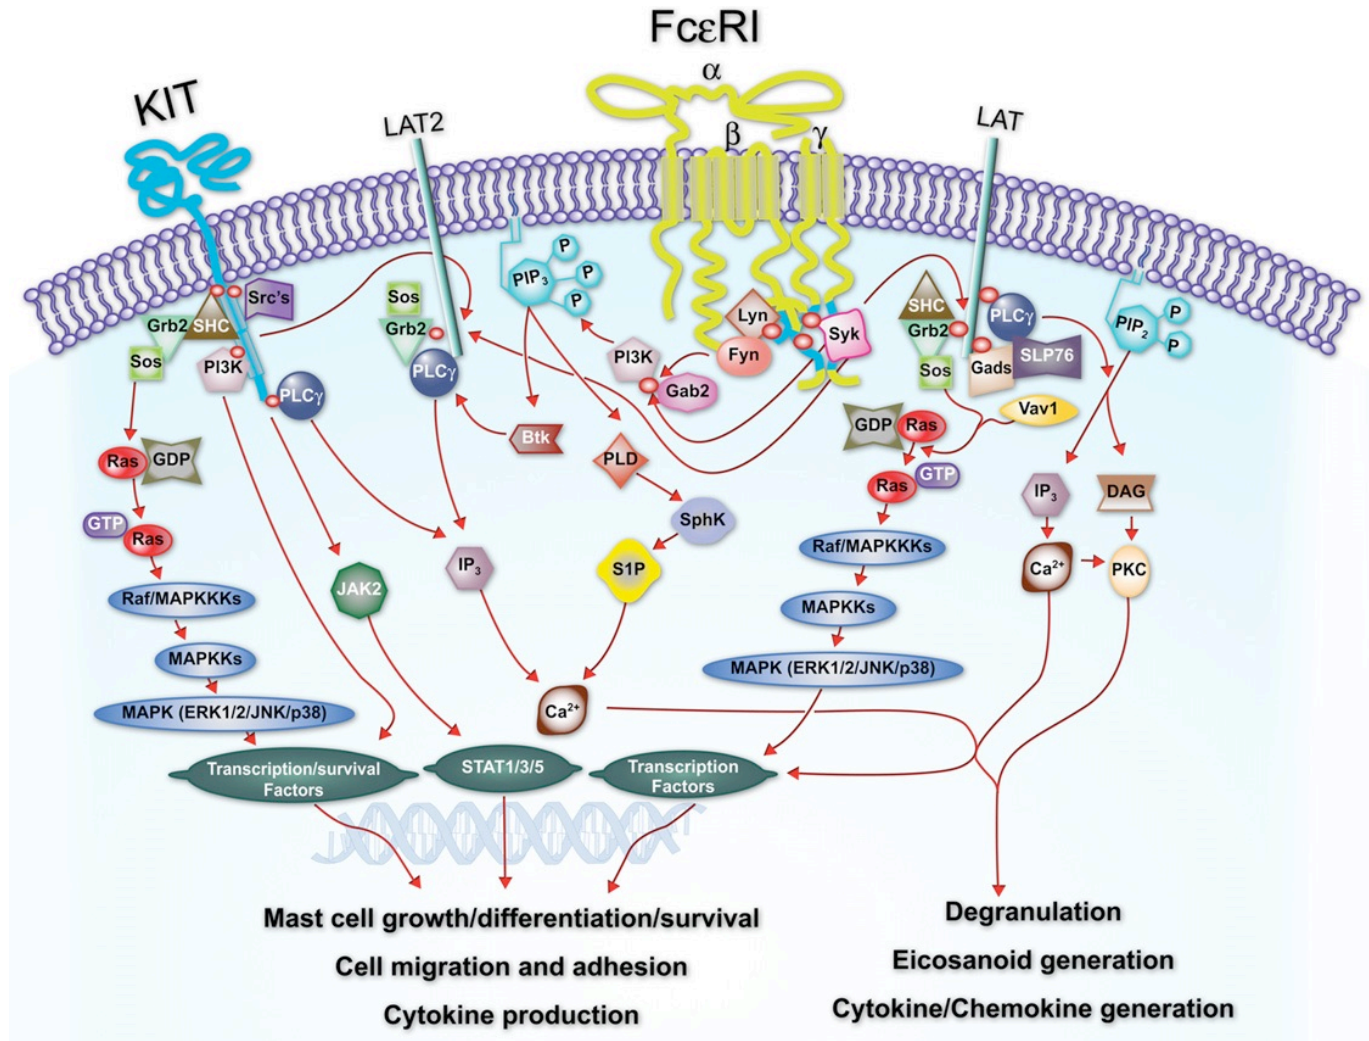 FcεRI
α
KIT
LAT2
LAT
β
γ
PIP3
P
P
P
Src's
Sos
SHC
Grb2
Grb2
SHC
Lyn
Syk
Grb2
PLCγ
PIP2
P
P
Sos
PI3K
PLCγ
PI3K
Fyn
Gab2
Sos
Gads
SLP76
PLCγ
Vav1
Btk
GDP
Ras
Ras
GDP
PLD
Ras
GTP
IP3
DAG
GTP
Ras
SphK
Raf/MAPKKKs
IP3
S1P
Ca2+
PKC
JAK2
Raf/MAPKKKs
MAPKKs
MAPKKs
MAPK (ERK1/2/JNK/p38)
MAPK (ERK1/2/JNK/p38)
Ca2+
Transcription/survival
Factors
STAT1/3/5
Transcription
Factors
Mast cell growth/differentiation/survival
Cell migration and adhesion
Cytokine production
Degranulation
Eicosanoid generation
Cytokine/Chemokine generation